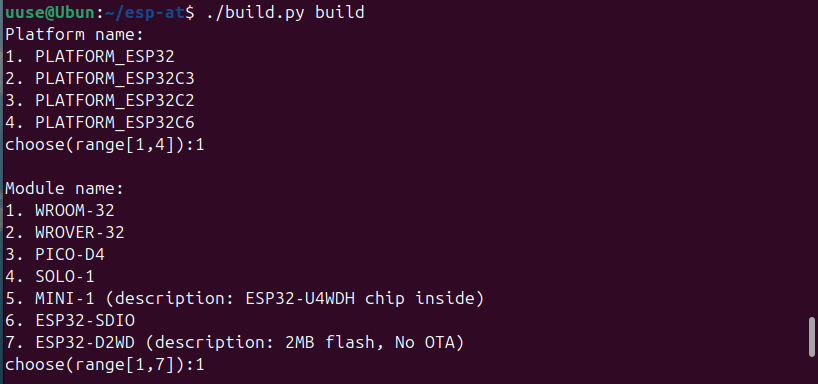 uuse@Ubun:~/esp-at$ ./build.py build
Platform name:
1. PLATFORM_ESP32
2. PLATFORM_ESP32C3
3. PLATFORM_ESP32C2
4. PLATFORM_ESP32C6
choose(range[1,4]):1
Module name:
1. WROOM-32
2. WROVER-32
3. PICO-D4
4. SOLO-1
5. MINI-1 (description: ESP32-U4WDH chip inside)
6. ESP32-SDIO
7. ESP32-D2WD (description: 2MB flash, No OTA)
choose(range[1,7]):1